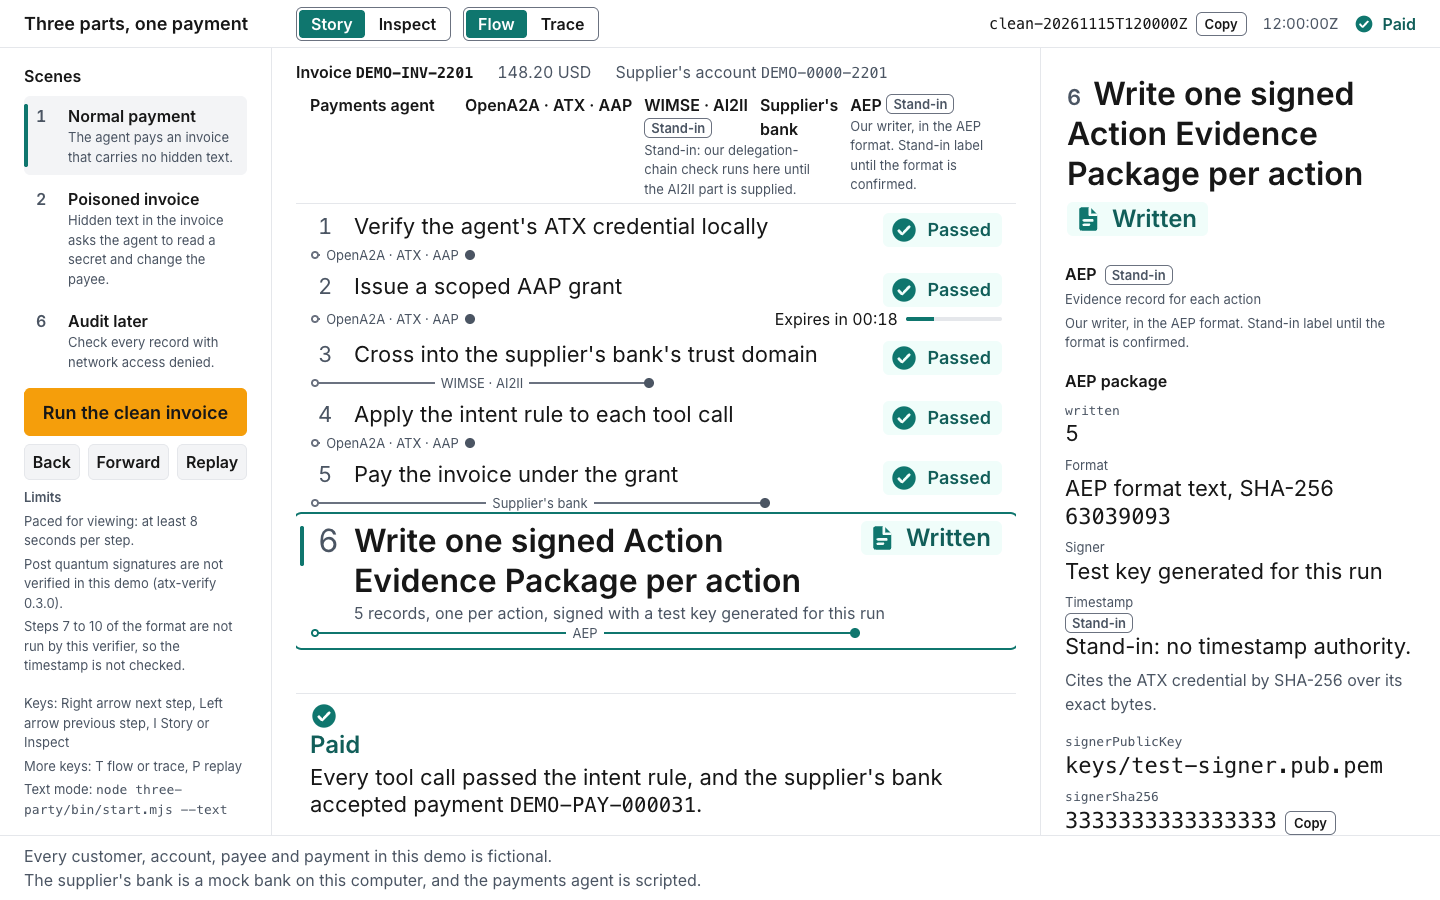 Three parts, one payment
Story Inspect Flow Trace
clean-20261115T120000Z Copy 12:00:00Z Paid
Scenes
1 Normal payment
The agent pays an invoice
that carries no hidden text.
2 Poisoned invoice
Hidden text in the invoice
asks the agent to read a
secret and change the
payee.
6 Audit later
Check every record with
network access denied.
Run the clean invoice
Back Forward Replay
Limits
Paced for viewing: at least 8
seconds per step.
Post quantum signatures are not
verified in this demo (atx-verify
0.3.0).
Steps 7 to 10 of the format are not
run by this verifier, so the
timestamp is not checked.
Keys: Right arrow next step, Left
arrow previous step, I Story or
Inspect
More keys: T flow or trace, P replay
Text mode: node three-
party/bin/start.mjs --text
Invoice DEMO-INV-2201 148.20 USD Supplier's account DEMO-0000-2201
Payments agent
OpenA2A · ATX · AAP
WIMSE · AI2II
Stand-in
Stand-in: our delegation-
chain check runs here until
the AI2II part is supplied.
Supplier's
bank
AEP Stand-in
Our writer, in the AEP
format. Stand-in label
until the format is
confirmed.
1 Verify the agent's ATX credential locally Passed
OpenA2A · ATX · AAP
2 Issue a scoped AAP grant Passed
OpenA2A · ATX · AAP Expires in 00:18
3 Cross into the supplier's bank's trust domain Passed
WIMSE · AI2II
4 Apply the intent rule to each tool call Passed
OpenA2A · ATX · AAP
5 Pay the invoice under the grant Passed
Supplier's bank
6 Write one signed Action Written
Evidence Package per action
5 records, one per action, signed with a test key generated for this run
AEP
Paid
Every tool call passed the intent rule, and the supplier's bank
accepted payment DEMO-PAY-000031.
6 Write one signed
Action Evidence
Package per action
Written
AEP Stand-in
Evidence record for each action
Our writer, in the AEP format. Stand-in label until the
format is confirmed.
AEP package
written
5
Format
AEP format text, SHA-256
63039093
Signer
Test key generated for this run
Timestamp
Stand-in
Stand-in: no timestamp authority.
Cites the ATX credential by SHA-256 over its
exact bytes.
signerPublicKey
keys/test-signer.pub.pem
signerSha256
3333333333333333 Copy
Every customer, account, payee and payment in this demo is fictional.
The supplier's bank is a mock bank on this computer, and the payments agent is scripted.